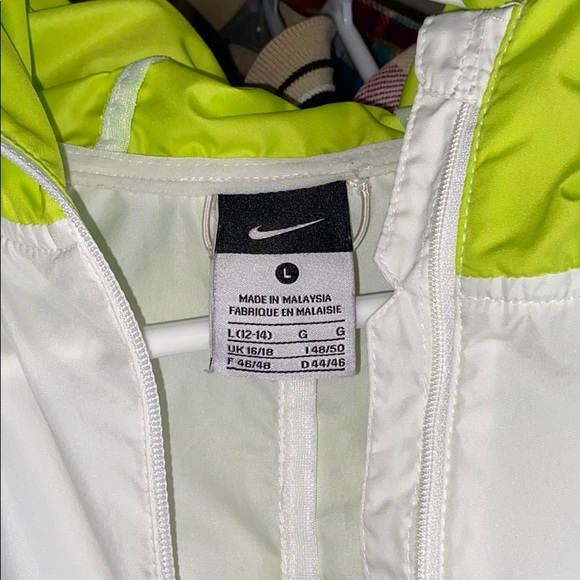 L
MADE IN MALAYSIA
FABRIQUE EN MALAISIE
L (12-14) G G
UK 16/18 I 48/50
F 46/48 D 44/46